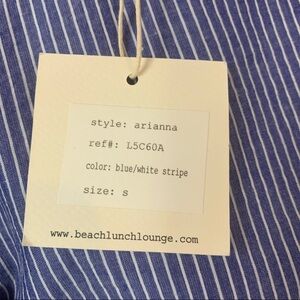 style: arianna
ref#: L5C60A
color: blue/white stripe
size: s
www.beachlunchlounge.com